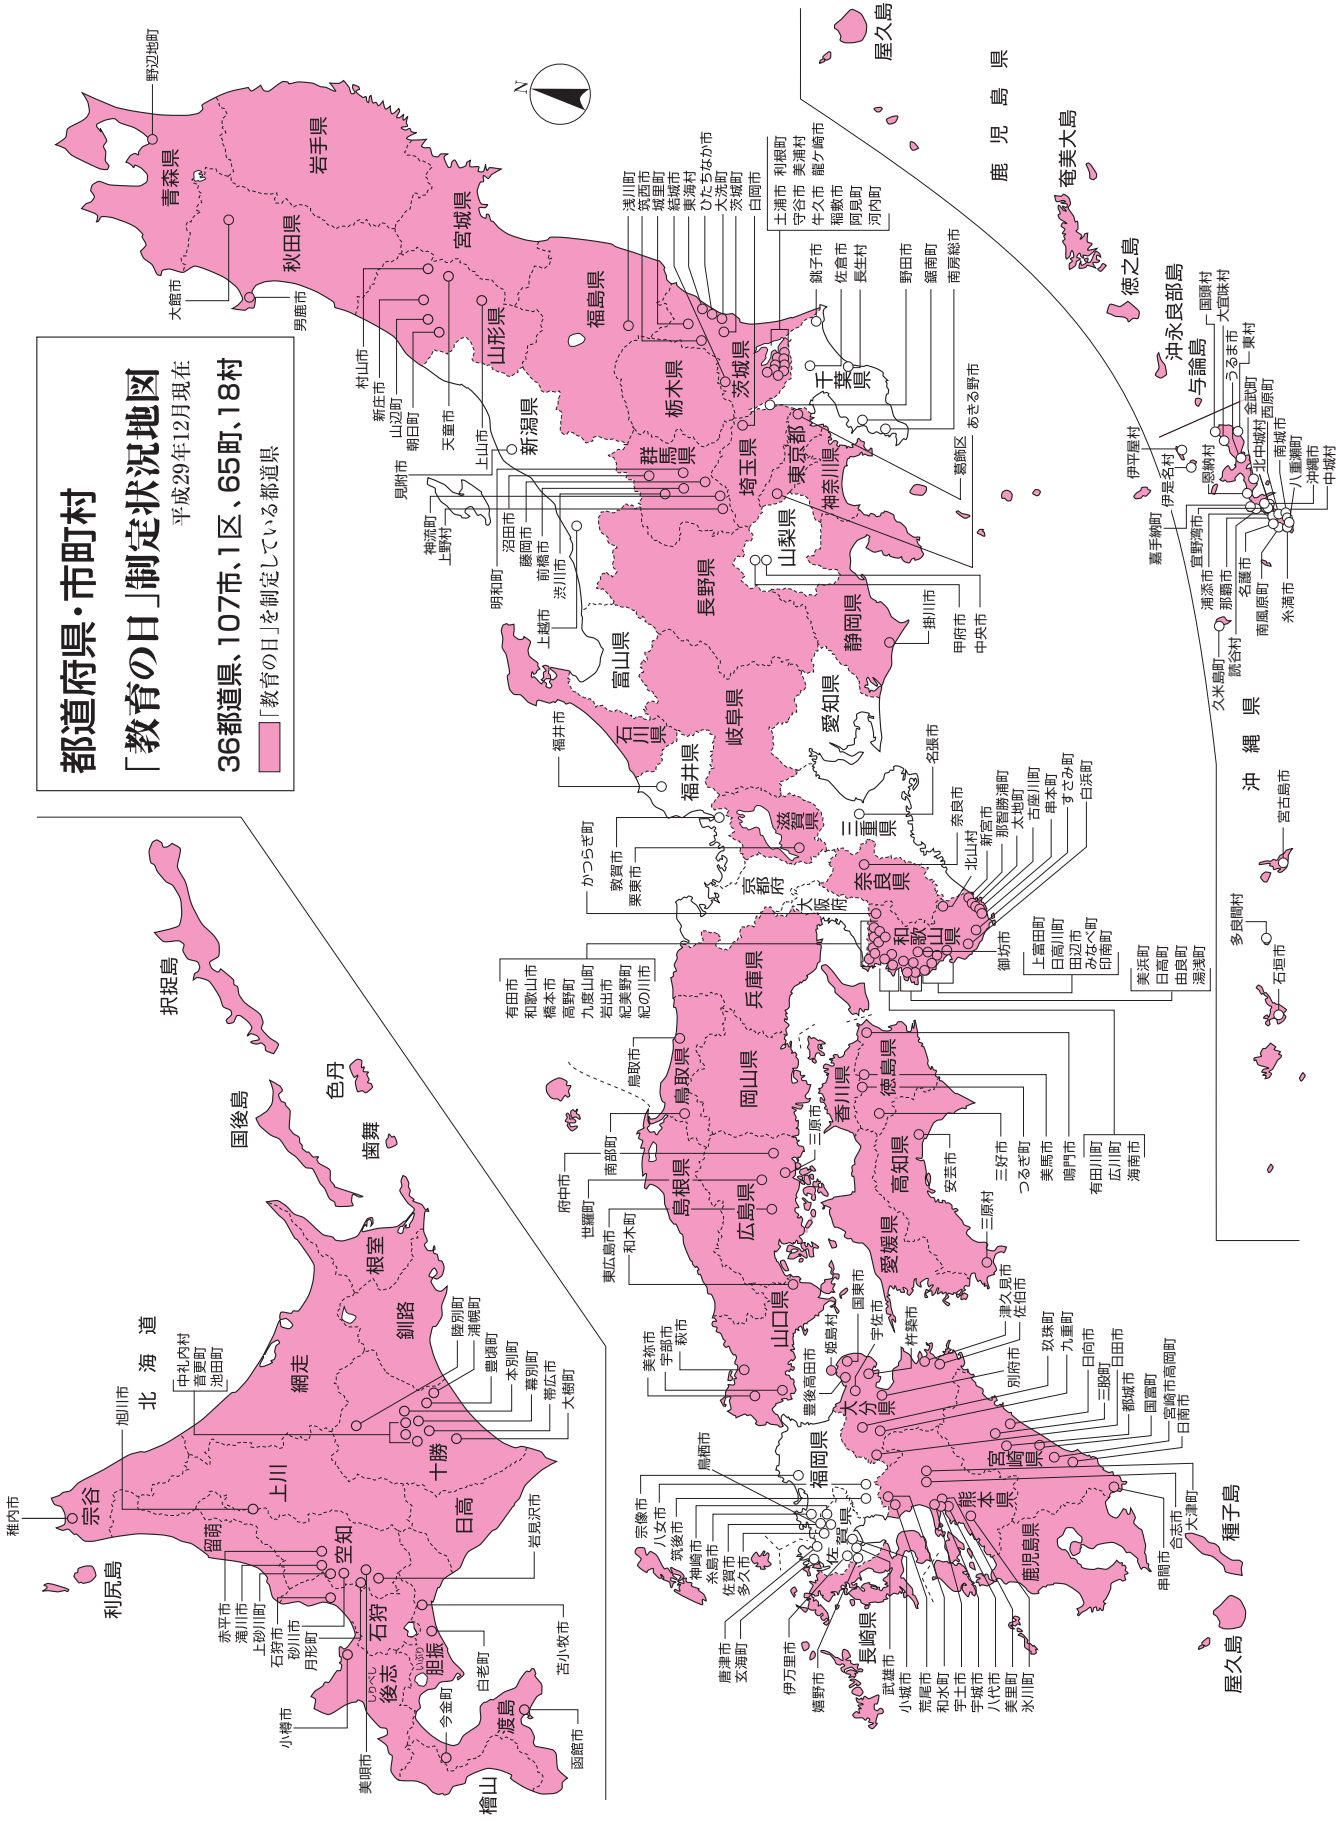 都道府県・市町村
「教育の日」制定状況地図
平成29年12月現在
36都道県、107市、1区、65町、18村
「教育の日」を制定している都道県
N
択捉島
国後島
色丹
歯舞
北海道
利尻島
稚内市
宗谷
旭川市
中札内村
音更町
池田町
網走
根室
釧路
陸別町
浦幌町
豊頃町
本別町
幕別町
帯広市
大樹町
上川
留萌
十勝
日高
空知
赤平市
滝川市
上砂川町
石狩市
砂川市
月形町
岩見沢市
石狩
しりべし
後志
いぶり
胆振
苫小牧市
白老町
小樽市
美唄市
今金町
渡島
函館市
檜山
野辺地町
青森県
岩手県
秋田県
大館市
男鹿市
宮城県
山形県
村山市
新庄市
山辺町
朝日町
天童市
上山市
福島県
浅川町
筑西市
城里町
結城市
東海村
ひたちなか市
大洗町
茨城町
白岡市
土浦市 利根町
守谷市 美浦村
牛久市 龍ケ崎市
稲敷市
阿見町
河内町
銚子市
佐倉市
長生村
野田市
鋸南町
南房総市
あきる野市
葛飾区
新潟県
見附市
上越市
栃木県
茨城県
群馬県
埼玉県
千葉県
東京都
神奈川県
神流町
上野村
沼田市
藤岡市
前橋市
渋川市
明和町
山梨県
甲府市
中央市
長野県
静岡県
掛川市
富山県
石川県
福井県
福井市
敦賀市
岐阜県
愛知県
滋賀県
栗東市
三重県
名張市
京都府
大阪府
奈良県
奈良市
和歌山県
かつらぎ町
北山村
新宮市
那智勝浦町
太地町
古座川町
串本町
すさみ町
白浜町
御坊市
上富田町
日高川町
田辺市
みなべ町
印南町
美浜町
日高町
由良町
湯浅町
有田市
和歌山市
橋本市
高野町
九度山町
岩出市
紀美野町
紀の川市
有田川町
広川町
海南市
兵庫県
鳥取県
鳥取市
南部町
岡山県
島根県
広島県
府中市
世羅町
東広島市
三原市
山口県
和木町
美祢市
宇部市
萩市
香川県
徳島県
三好市
つるぎ町
美馬市
鳴門市
高知県
安芸市
三原村
愛媛県
福岡県
宗像市
八女市
筑後市
糸島市
佐賀県
鳥栖市
神埼市
佐賀市
多久市
唐津市
玄海町
伊万里市
嬉野市
武雄市
小城市
長崎県
大分県
国東市
姫島村
宇佐市
豊後高田市
杵築市
津久見市
佐伯市
別府市
玖珠町
九重町
日田市
熊本県
荒尾市
和水町
宇土市
宇城市
八代市
美里町
氷川町
大津町
合志市
宮崎県
日向市
三股町
都城市
国富町
宮崎市高岡町
日南市
串間市
鹿児島県
種子島
屋久島
鹿児島県
屋久島
奄美大島
徳之島
沖永良部島
与論島
沖縄県
国頭村
大宜味村
うるま市
東村
金武町
北中城村
西原町
南城市
八重瀬町
沖縄市
中城村
伊平屋村
伊是名村
恩納村
嘉手納町
宜野湾市
浦添市
那覇市
名護市
南風原町
糸満市
読谷村
久米島町
宮古島市
多良間村
石垣市